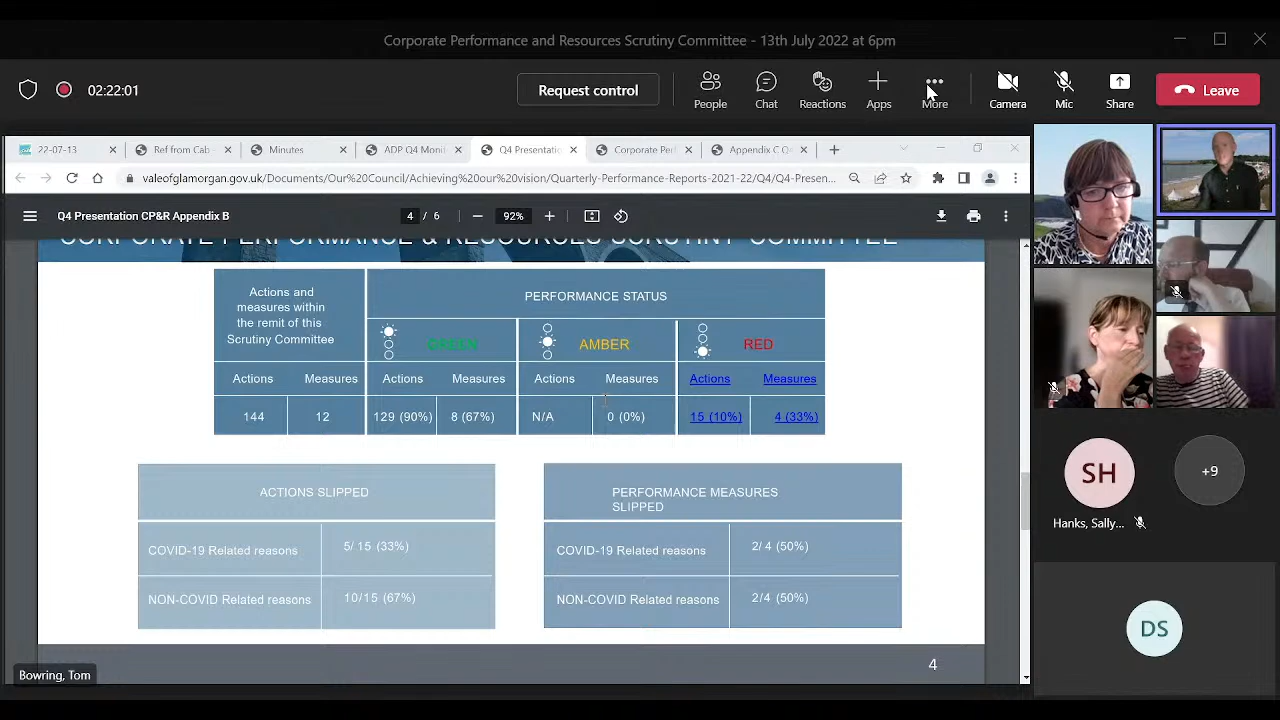 Corporate Performance and Resources Scrutiny Committee - 13th July 2022 at 6pm
02:22:01
Request control
People
Chat
Reactions
Apps
More
Camera
Mic
Share
Leave
22-07-13
Ref from Cab
Minutes
ADP Q4 Monit
Q4 Presentatio
Corporate Perf
Appendix C Q
valeofglamorgan.gov.uk/Documents/Our%20Council/Achieving%20our%20vision/Quarterly-Performance-Reports-2021-22/Q4/Q4-Presen...
Q4 Presentation CP&R Appendix B
4 / 6
92%
CORPORATE PERFORMANCE & RESOURCES SCRUTINY COMMITTEE
Actions and
measures within
the remit of this
Scrutiny Committee
PERFORMANCE STATUS
GREEN
AMBER
RED
Actions
Measures
Actions
Measures
Actions
Measures
Actions
Measures
144
12
129 (90%)
8 (67%)
N/A
0 (0%)
15 (10%)
4 (33%)
ACTIONS SLIPPED
COVID-19 Related reasons
5/ 15 (33%)
NON-COVID Related reasons
10/15 (67%)
PERFORMANCE MEASURES
SLIPPED
COVID-19 Related reasons
2/ 4 (50%)
NON-COVID Related reasons
2/4 (50%)
4
Bowring, Tom
SH
Hanks, Sally...
+9
DS